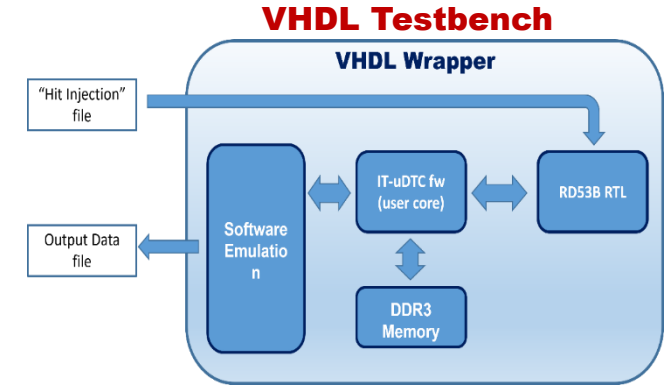 VHDL Testbench
VHDL Wrapper
"Hit Injection"
file
IT-uDTC fw
(user core)
RD53B RTL
Software
Emulatio
n
Output Data
file
DDR3
Memory